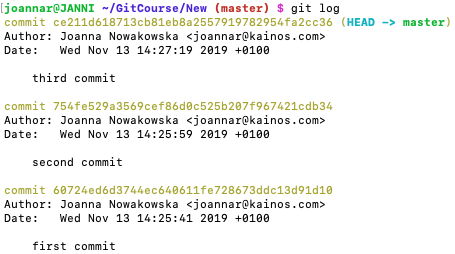 [joannar@JANNI ~/GitCourse/New (master) $ git log
commit ce211d618713cb81eb8a2557919782954fa2cc36 (HEAD -> master)
Author: Joanna Nowakowska <joannar@kainos.com>
Date:   Wed Nov 13 14:27:19 2019 +0100
third commit
commit 754fe529a3569cef86d0c525b207f967421cdb34
Author: Joanna Nowakowska <joannar@kainos.com>
Date:   Wed Nov 13 14:25:59 2019 +0100
second commit
commit 60724ed6d3744ec640611fe728673ddc13d91d10
Author: Joanna Nowakowska <joannar@kainos.com>
Date:   Wed Nov 13 14:25:41 2019 +0100
first commit